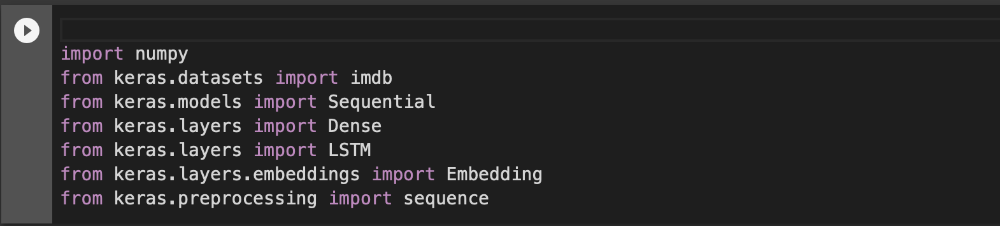 import numpy
from keras.datasets import imdb
from keras.models import Sequential
from keras.layers import Dense
from keras.layers import LSTM
from keras.layers.embeddings import Embedding
from keras.preprocessing import sequence